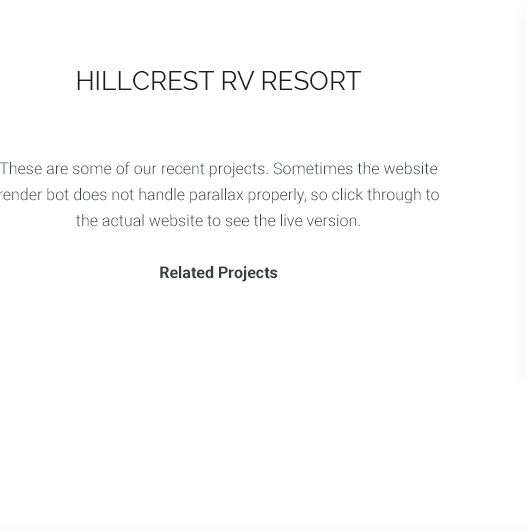 HILLCREST RV RESORT
These are some of our recent projects. Sometimes the website
render bot does not handle parallax properly, so click through to
the actual website to see the live version.
Related Projects